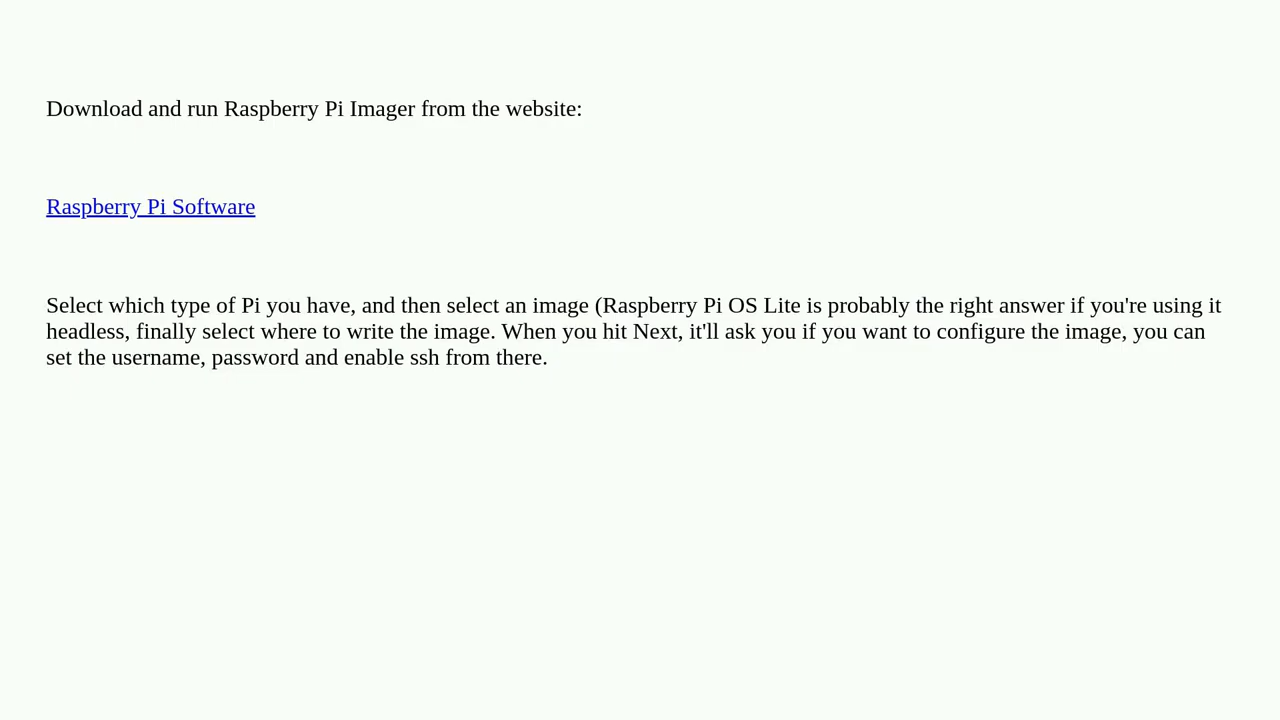 Download and run Raspberry Pi Imager from the website:
Raspberry Pi Software
Select which type of Pi you have, and then select an image (Raspberry Pi OS Lite is probably the right answer if you're using it
headless, finally select where to write the image. When you hit Next, it'll ask you if you want to configure the image, you can
set the username, password and enable ssh from there.